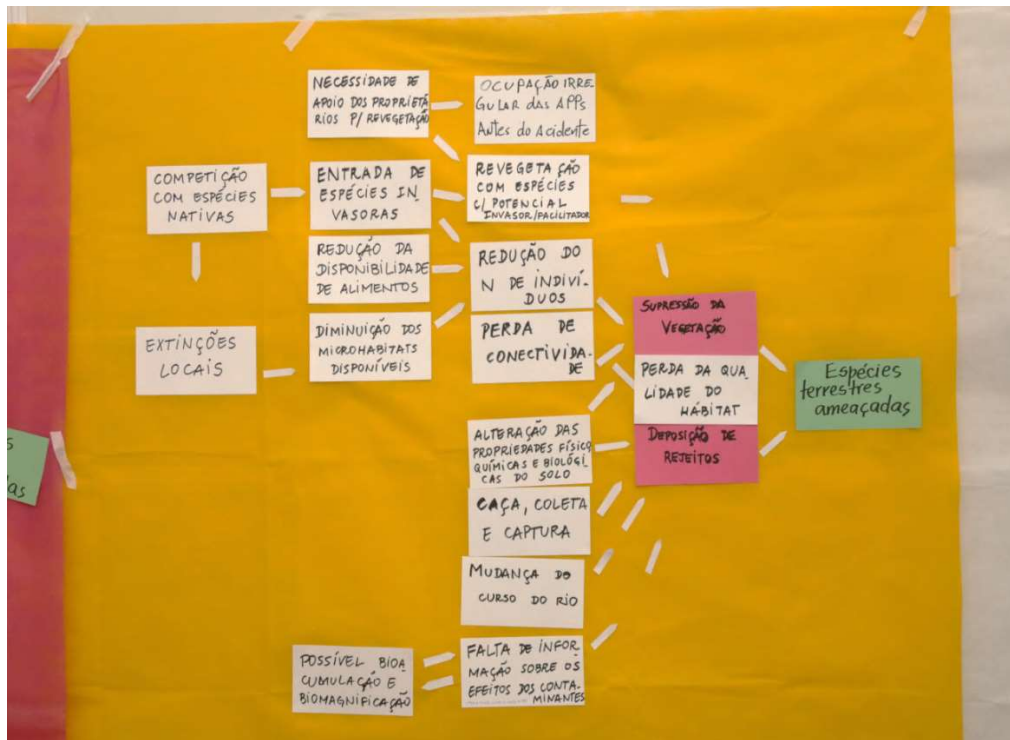 NECESSIDADE DE
APOIO DOS PROPRIETÁ
RIOS P/ REVEGETAÇÃO
OCUPAÇÃO IRRE-
GULAR DAS APPs
Antes do Acidente
COMPETIÇÃO
COM ESPÉCIES
NATIVAS
ENTRADA DE
ESPÉCIES IN
VASORAS
REVEGETAÇÃO
COM ESPÉCIES
C/ POTENCIAL
INVASOR/FACILITADOR
REDUÇÃO DA
DISPONIBILIDADE
DE ALIMENTOS
REDUÇÃO DO
N DE INDIVÍ-
DUOS
EXTINÇÕES
LOCAIS
DIMINUIÇÃO DOS
MICROHABITATS
DISPONÍVEIS
PERDA DE
CONECTIVIDA-
DE
SUPRESSÃO DA
VEGETAÇÃO
PERDA DA QUA
LIDADE DO
HÁBITAT
DEPOSIÇÃO DE
REJEITOS
Espécies
terrestres
ameaçadas
ALTERAÇÃO DAS
PROPRIEDADES FÍSICO
QUÍMICAS E BIOLÓGI
CAS DO SOLO
CAÇA, COLETA
E CAPTURA
MUDANÇA DO
CURSO DO RIO
POSSÍVEL BIOA
CUMULAÇÃO E
BIOMAGNIFICAÇÃO
FALTA DE INFOR
MAÇÃO SOBRE OS
EFEITOS DOS CONTA-
MINANTES